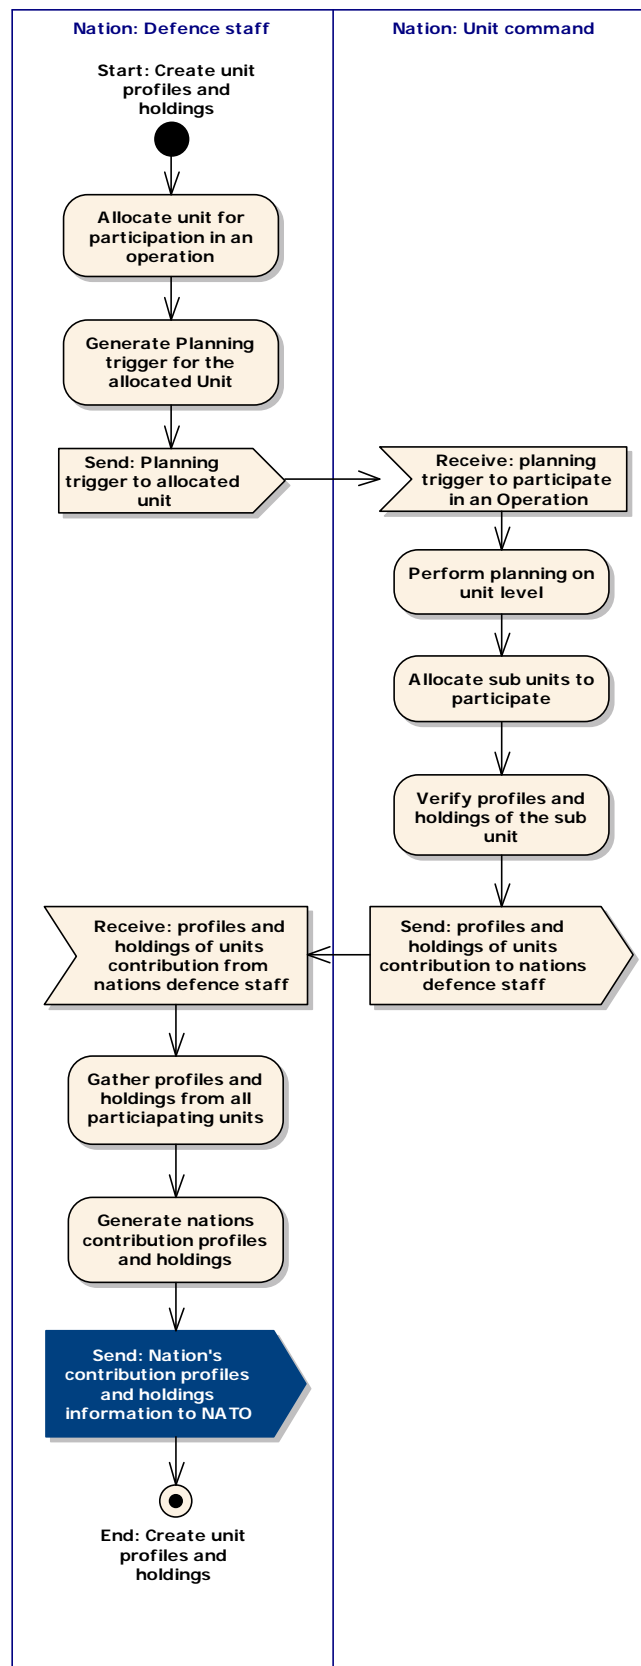 Nation: Defence staff
Nation: Unit command
Start: Create unit
profiles and
holdings
Allocate unit for
participation in an
operation
Generate Planning
trigger for the
allocated Unit
Send: Planning
trigger to allocated
unit
Receive: planning
trigger to participate
in an Operation
Perform planning on
unit level
Allocate sub units to
participate
Verify profiles and
holdings of the sub
unit
Send: profiles and
holdings of units
contribution to nations
defence staff
Receive: profiles and
holdings of units
contribution from
nations defence staff
Gather profiles and
holdings from all
particiapating units
Generate nations
contribution profiles
and holdings
Send: Nation's
contribution profiles
and holdings
information to NATO
End: Create unit
profiles and
holdings